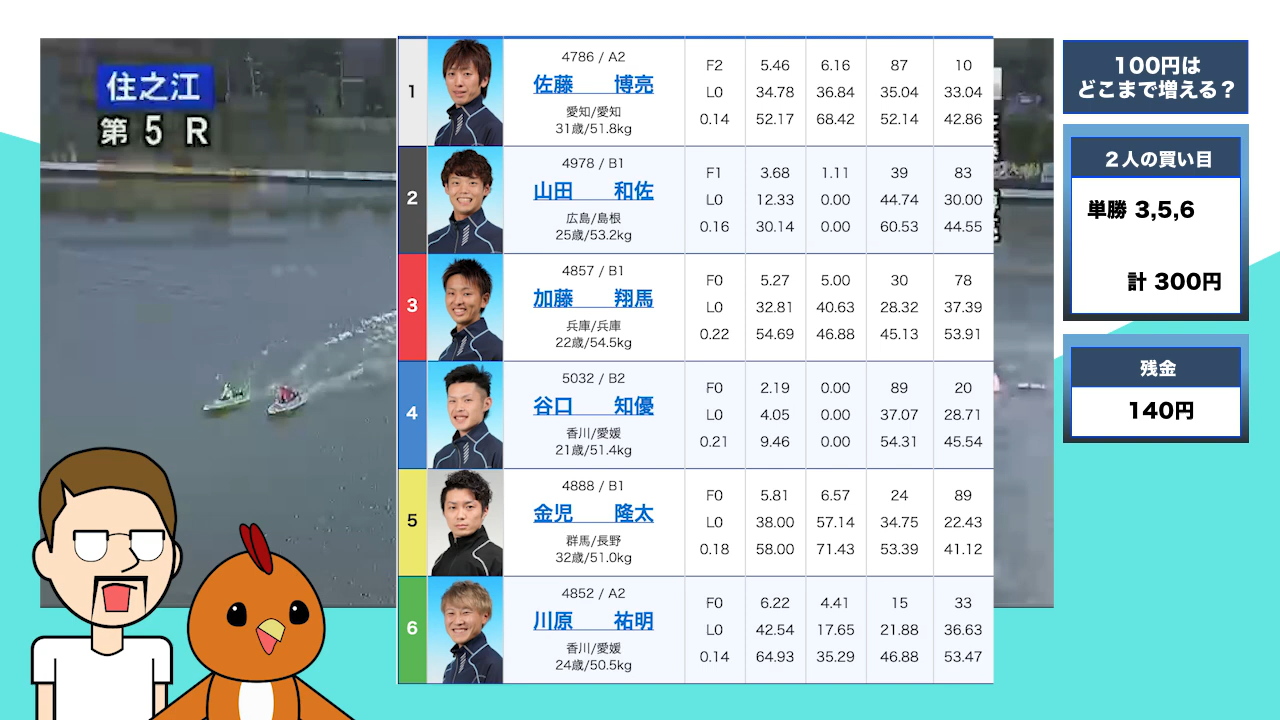 住之江
第 5 R
1
4786 / A2
佐藤 博亮
愛知/愛知
31歳/51.8kg
F2 5.46 6.16 87 10
L0 34.78 36.84 35.04 33.04
0.14 52.17 68.42 52.14 42.86
2
4978 / B1
山田 和佐
広島/島根
25歳/53.2kg
F1 3.68 1.11 39 83
L0 12.33 0.00 44.74 30.00
0.16 30.14 0.00 60.53 44.55
3
4857 / B1
加藤 翔馬
兵庫/兵庫
22歳/54.5kg
F0 5.27 5.00 30 78
L0 32.81 40.63 28.32 37.39
0.22 54.69 46.88 45.13 53.91
4
5032 / B2
谷口 知優
香川/愛媛
21歳/51.4kg
F0 2.19 0.00 89 20
L0 4.05 0.00 37.07 28.71
0.21 9.46 0.00 54.31 45.54
5
4888 / B1
金児 隆太
群馬/長野
32歳/51.0kg
F0 5.81 6.57 24 89
L0 38.00 57.14 34.75 22.43
0.18 58.00 71.43 53.39 41.12
6
4852 / A2
川原 祐明
香川/愛媛
24歳/50.5kg
F0 6.22 4.41 15 33
L0 42.54 17.65 21.88 36.63
0.14 64.93 35.29 46.88 53.47
100円は
どこまで増える？
２人の買い目
単勝 3,5,6
計 300円
残金
140円